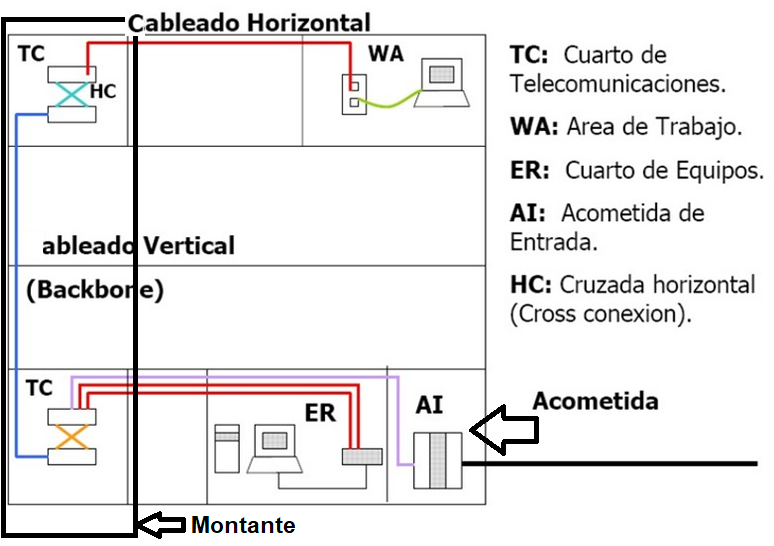 Cableado Horizontal
TC
HC
WA
ableado Vertical
(Backbone)
TC
ER
AI
Acometida
Montante
TC: Cuarto de
Telecomunicaciones.
WA: Area de Trabajo.
ER: Cuarto de Equipos.
AI: Acometida de
Entrada.
HC: Cruzada horizontal
(Cross conexion).